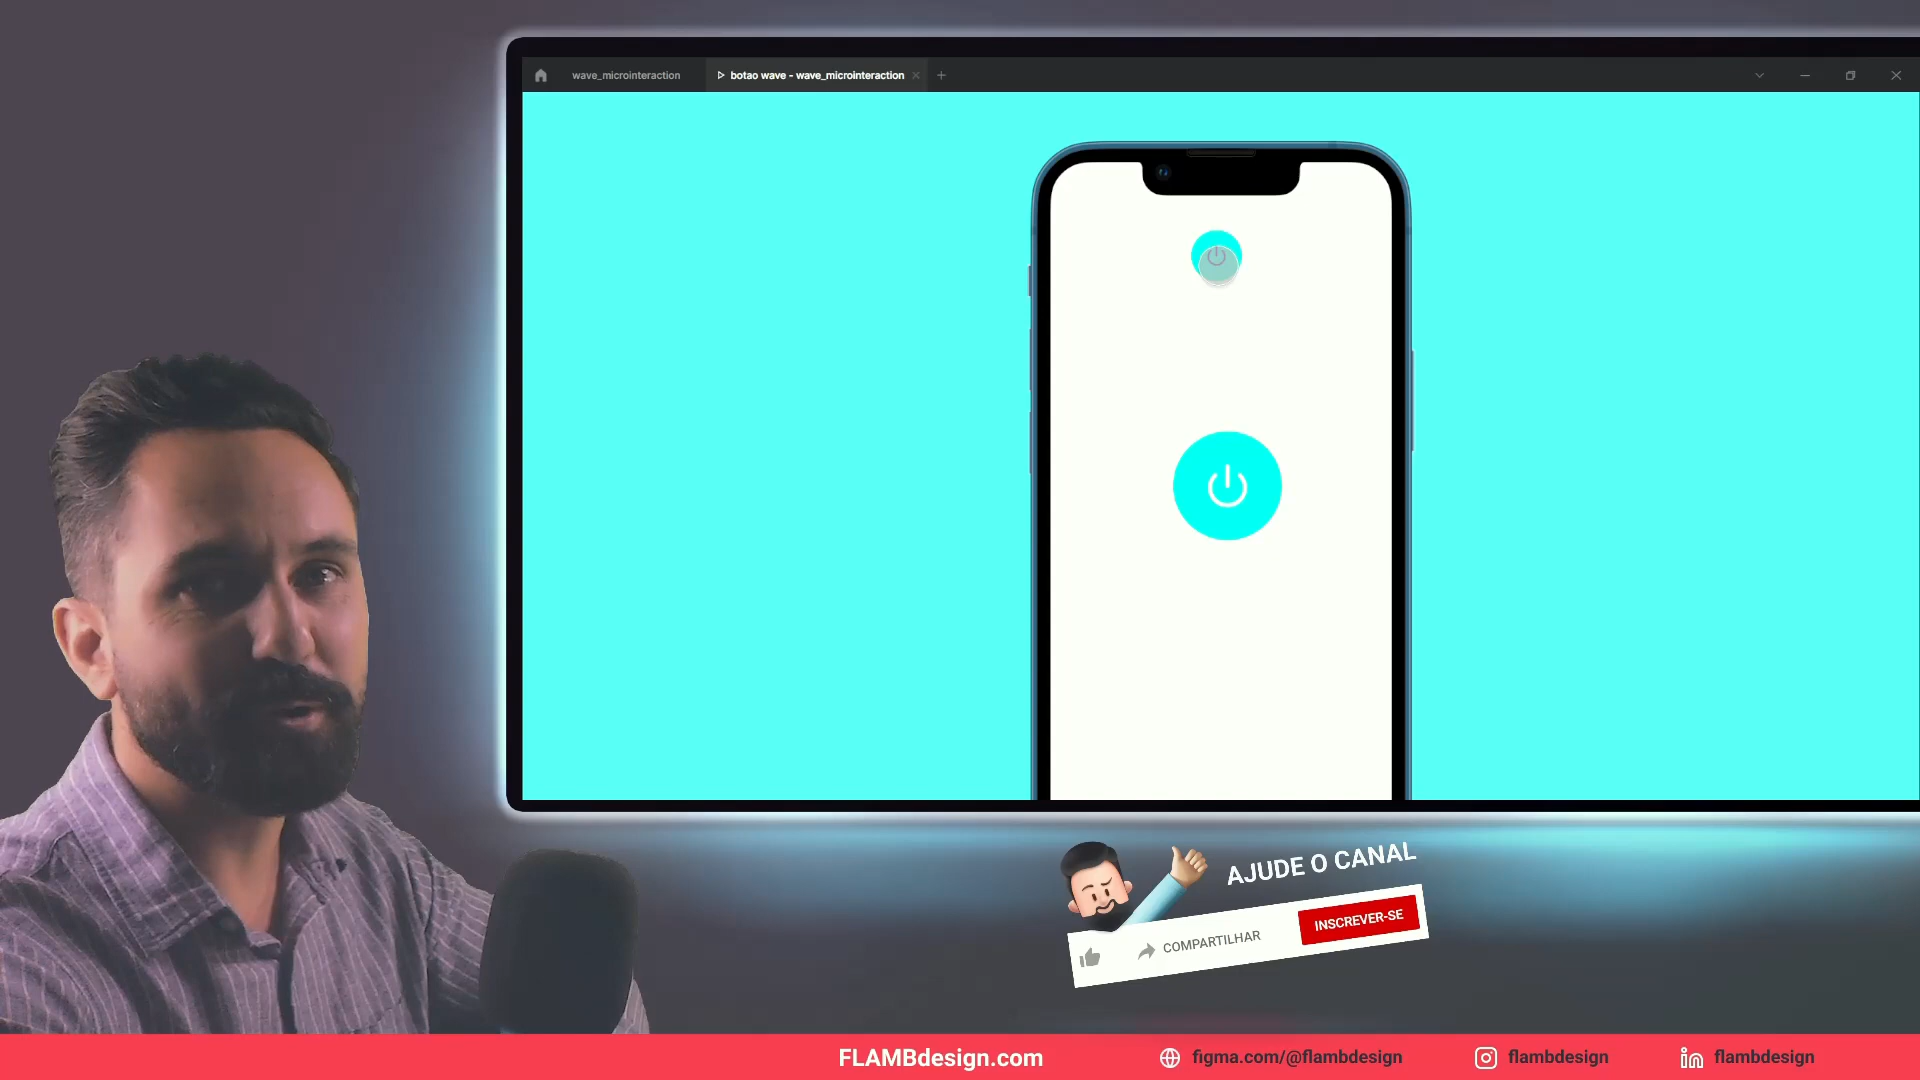 wave_microinteraction
botao wave - wave_microinteraction
AJUDE O CANAL
COMPARTILHAR
INSCREVER-SE
FLAMBdesign.com
figma.com/@flambdesign
flambdesign
flambdesign